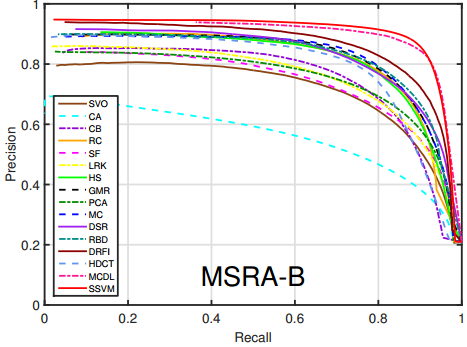 1
0.8
0.6
0.4
0.2
0
Precision
SVO
CA
CB
RC
SF
LRK
HS
GMR
PCA
MC
DSR
RBD
DRFI
HDCT
MCDL
SSVM
MSRA-B
0 0.2 0.4 0.6 0.8 1
Recall